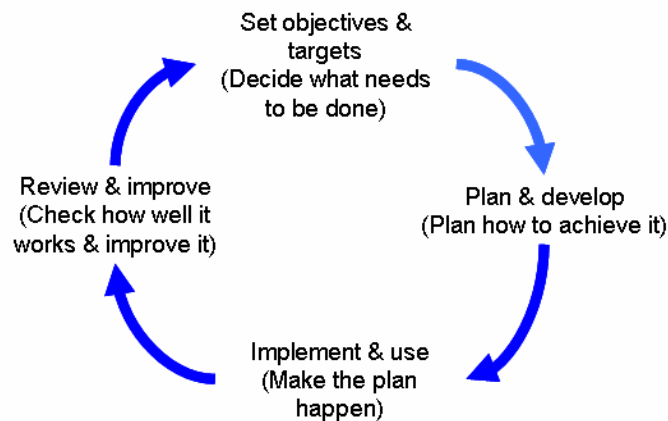 Set objectives &
targets
(Decide what needs
to be done)
Plan & develop
(Plan how to achieve it)
Implement & use
(Make the plan
happen)
Review & improve
(Check how well it
works & improve it)